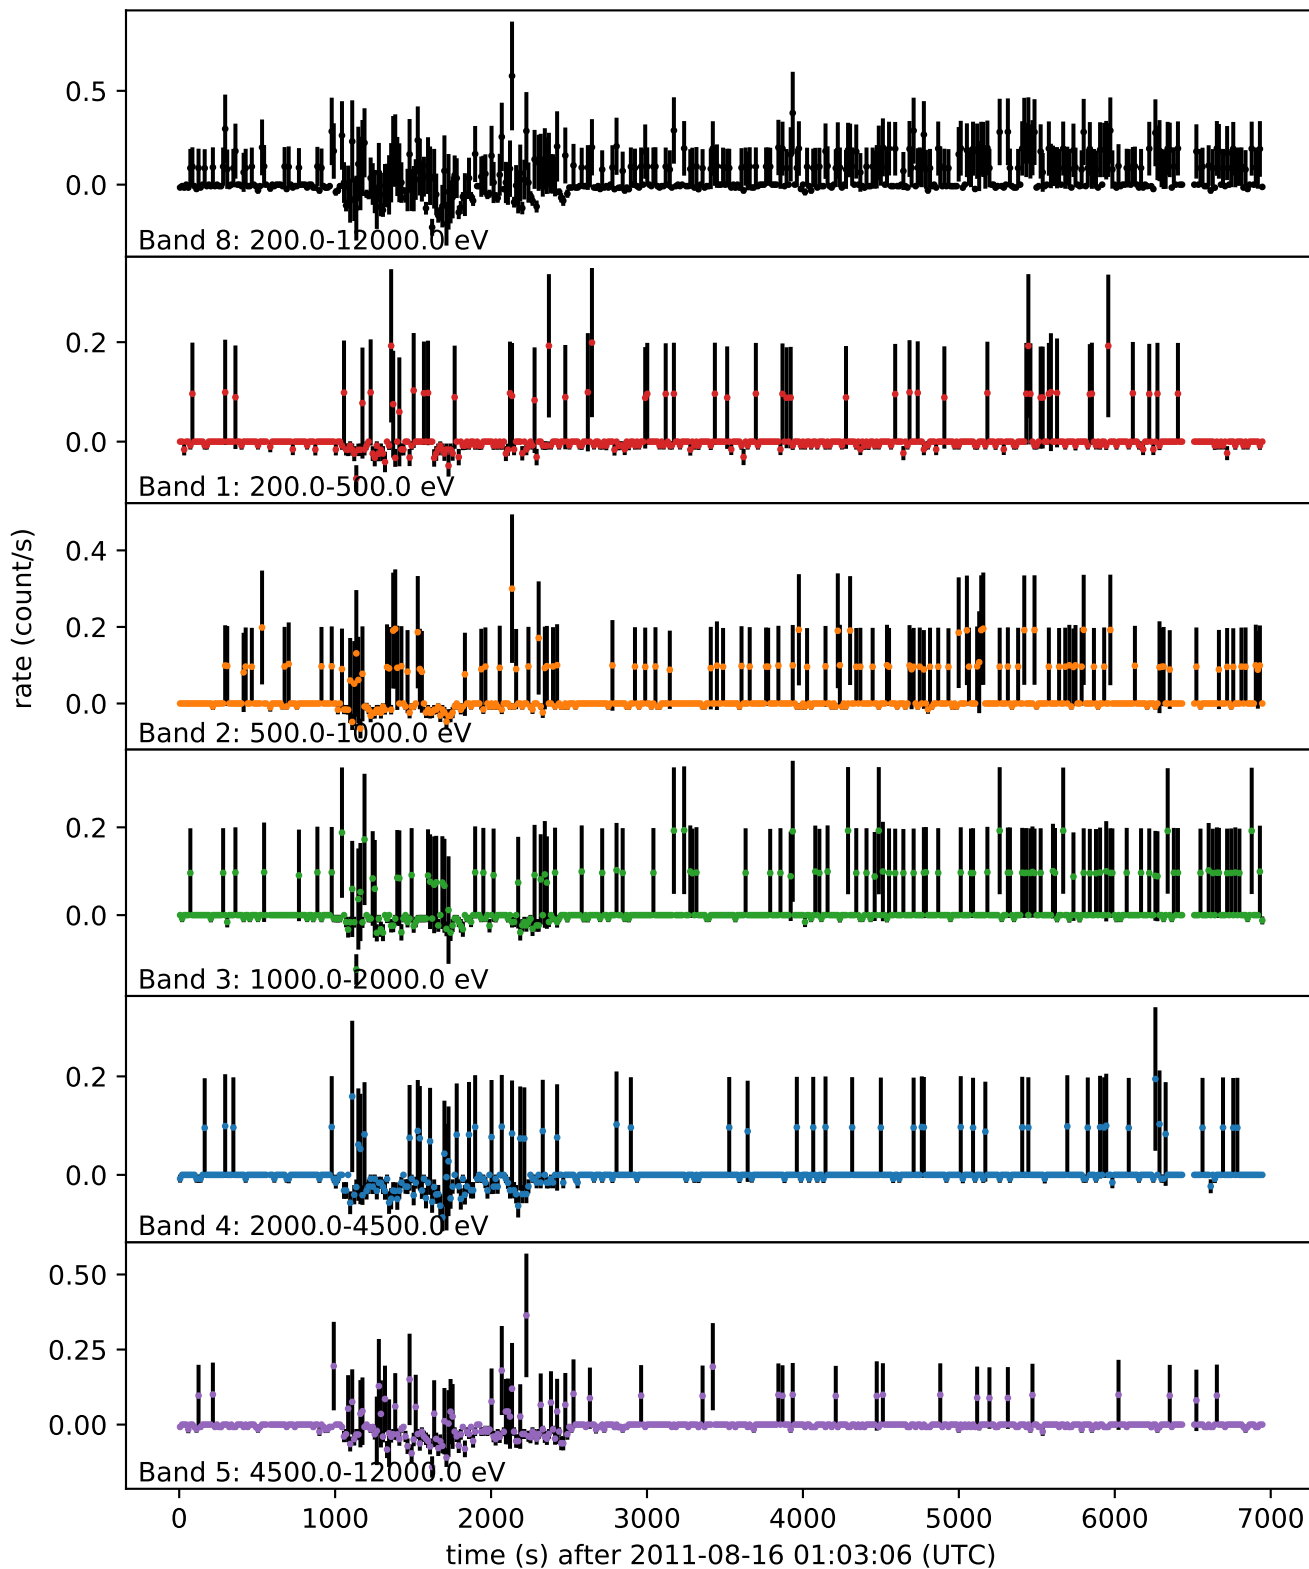 0.5
0.0
Band 8: 200.0-12000.0 eV
0.2
0.0
Band 1: 200.0-500.0 eV
0.4
0.2
0.0
Band 2: 500.0-1000.0 eV
rate (count/s)
0.2
0.0
Band 3: 1000.0-2000.0 eV
0.2
0.0
Band 4: 2000.0-4500.0 eV
0.50
0.25
0.00
Band 5: 4500.0-12000.0 eV
0 1000 2000 3000 4000 5000 6000 7000
time (s) after 2011-08-16 01:03:06 (UTC)